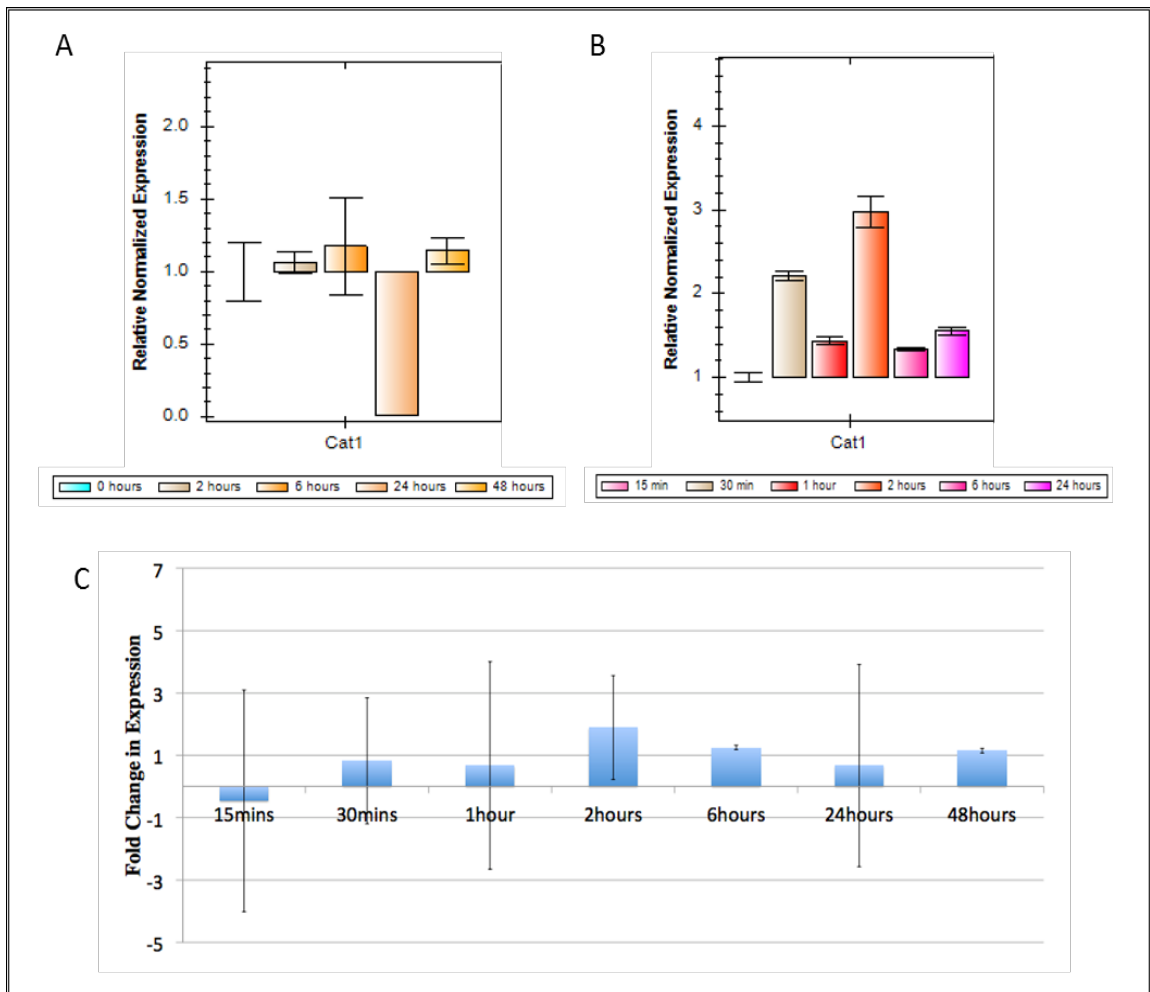 A
Relative Normalized Expression
2.0
1.5
1.0
0.5
0.0
Cat1
0 hours 2 hours 6 hours 24 hours 48 hours
B
Relative Normalized Expression
4
3
2
1
Cat1
15 min 30 min 1 hour 2 hours 6 hours 24 hours
C
Fold Change in Expression
7
5
3
1
-1
-3
-5
15mins 30mins 1hour 2hours 6hours 24hours 48hours